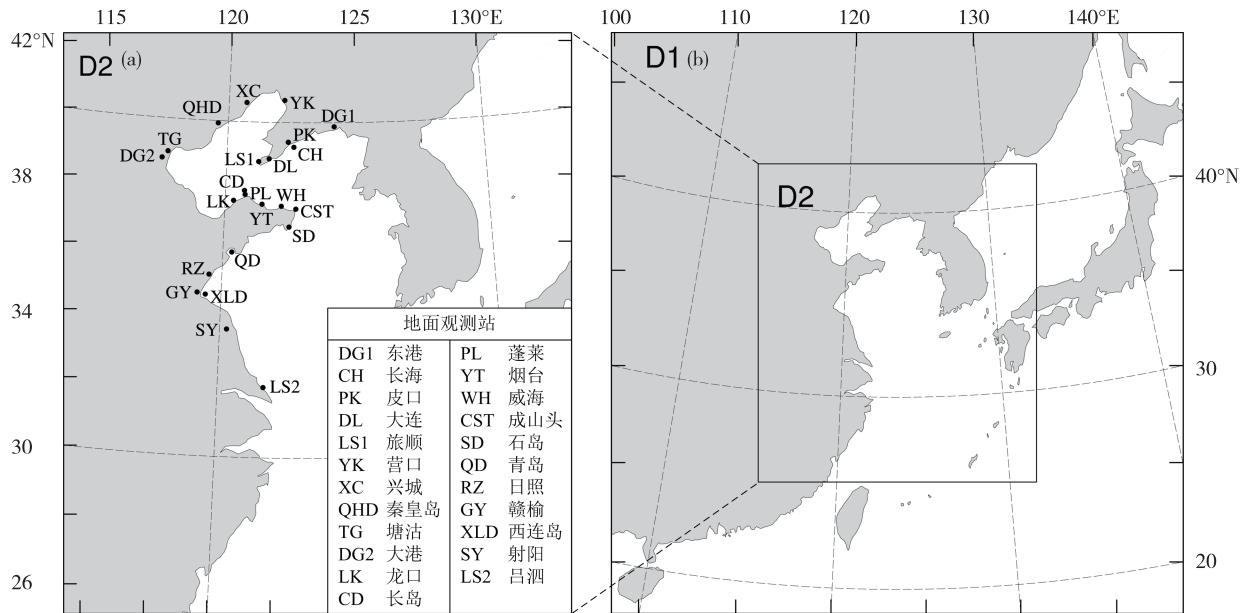 115 120 125 130°E
100 110 120 130 140°E
42°N
38
34
30
26
40°N
30
20
D2 (a)
XC
YK
QHD
DG1
TG
PK
DG2
CH
LS1
DL
CD
PL
WH
LK
CST
YT
SD
QD
RZ
GY
XLD
SY
LS2
地面观测站
DG1 东港 PL 蓬莱
CH 长海 YT 烟台
PK 皮口 WH 威海
DL 大连 CST 成山头
LS1 旅顺 SD 石岛
YK 营口 QD 青岛
XC 兴城 RZ 日照
QHD 秦皇岛 GY 赣榆
TG 塘沽 XLD 西连岛
DG2 大港 SY 射阳
LK 龙口 LS2 吕泗
CD 长岛
D1 (b)
D2